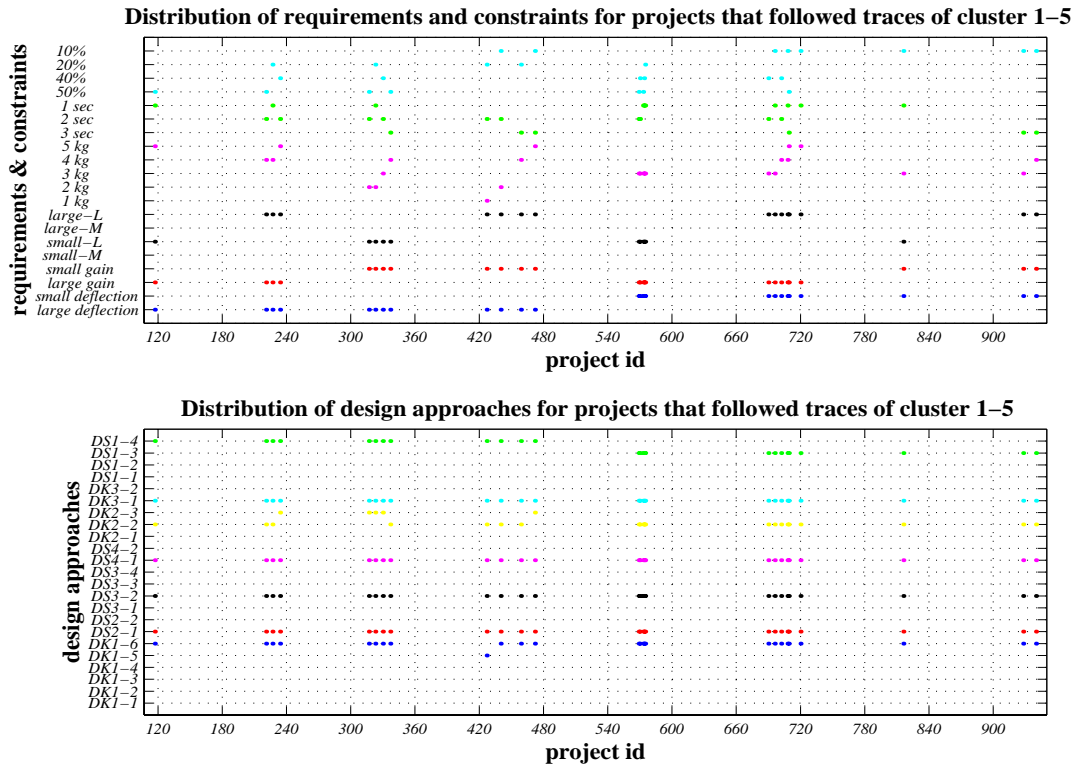 Distribution of requirements and constraints for projects that followed traces of cluster 1–5
requirements & constraints
10%
20%
40%
50%
1 sec
2 sec
3 sec
5 kg
4 kg
3 kg
2 kg
1 kg
large–L
large–M
small–L
small–M
small gain
large gain
small deflection
large deflection
120 180 240 300 360 420 480 540 600 660 720 780 840 900
project id
Distribution of design approaches for projects that followed traces of cluster 1–5
design approaches
DS1–4
DS1–3
DS1–2
DS1–1
DK3–2
DK3–1
DK2–3
DK2–2
DK2–1
DS4–2
DS4–1
DS3–4
DS3–3
DS3–2
DS3–1
DS2–2
DS2–1
DK1–6
DK1–5
DK1–4
DK1–3
DK1–2
DK1–1
120 180 240 300 360 420 480 540 600 660 720 780 840 900
project id